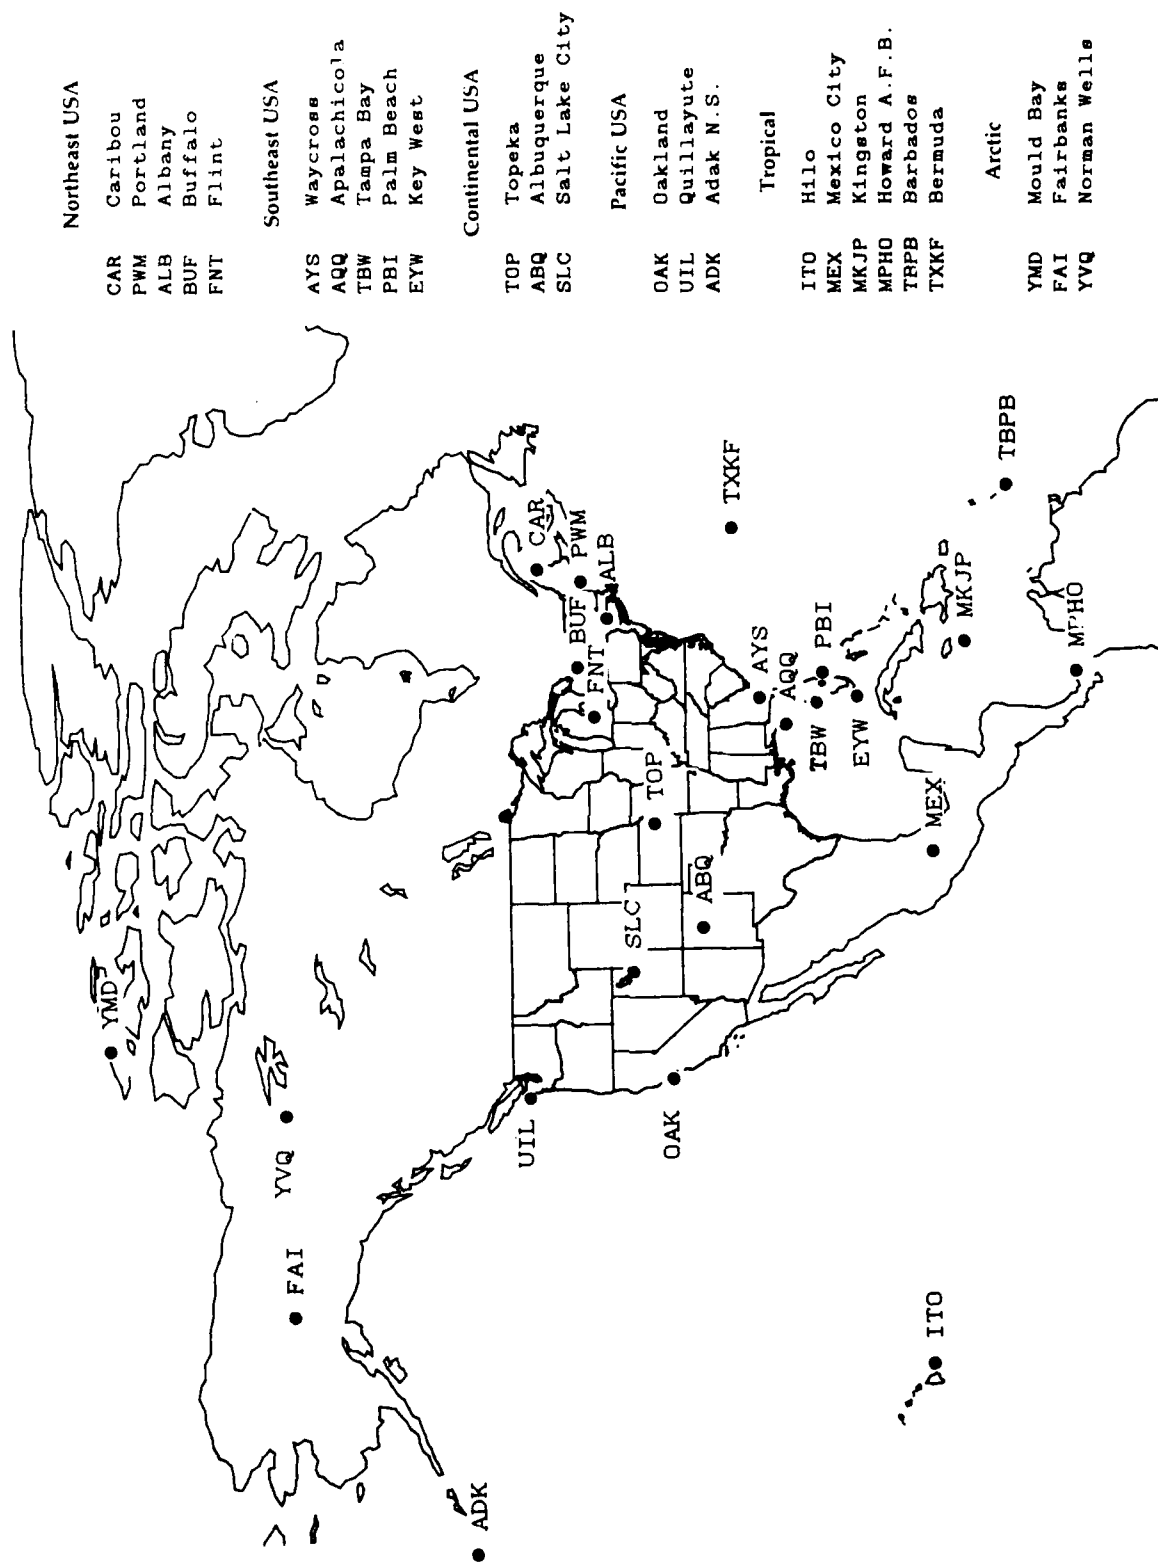 Northeast USA
CAR Caribou
PWM Portland
ALB Albany
BUF Buffalo
FNT Flint
Southeast USA
AYS Waycross
AQQ Apalachicola
TBW Tampa Bay
PBI Palm Beach
EYW Key West
Continental USA
TOP Topeka
ABQ Albuquerque
SLC Salt Lake City
Pacific USA
OAK Oakland
UIL Quillayute
ADK Adak N.S.
Tropical
ITO Hilo
MEX Mexico City
MKJP Kingston
MPHO Howard A.F.B.
TBPB Barbados
TXKF Bermuda
Arctic
YMD Mould Bay
FAI Fairbanks
YVQ Norman Wells
YMD
YVQ
FAI
ADK
UIL
OAK
ITO
SLC
ABQ
TOP
MEX
FNT
BUF
CAR
PWM
ALB
TXKF
AYS
AQQ
TBW
PBI
EYW
MKJP
MPHO
TBPB